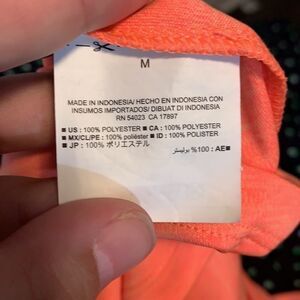 M
MADE IN INDONESIA/ HECHO EN INDONESIA CON
INSUMOS IMPORTADOS/ DIBUAT DI INDONESIA
RN 54023 CA 17897
■ US : 100% POLYESTER ■ CA : 100% POLYESTER
■ MX/CL/PE : 100% poliéster ■ ID : 100% POLISTER
■ JP : 100% ポリエステル
■ AE: 100% بوليستر